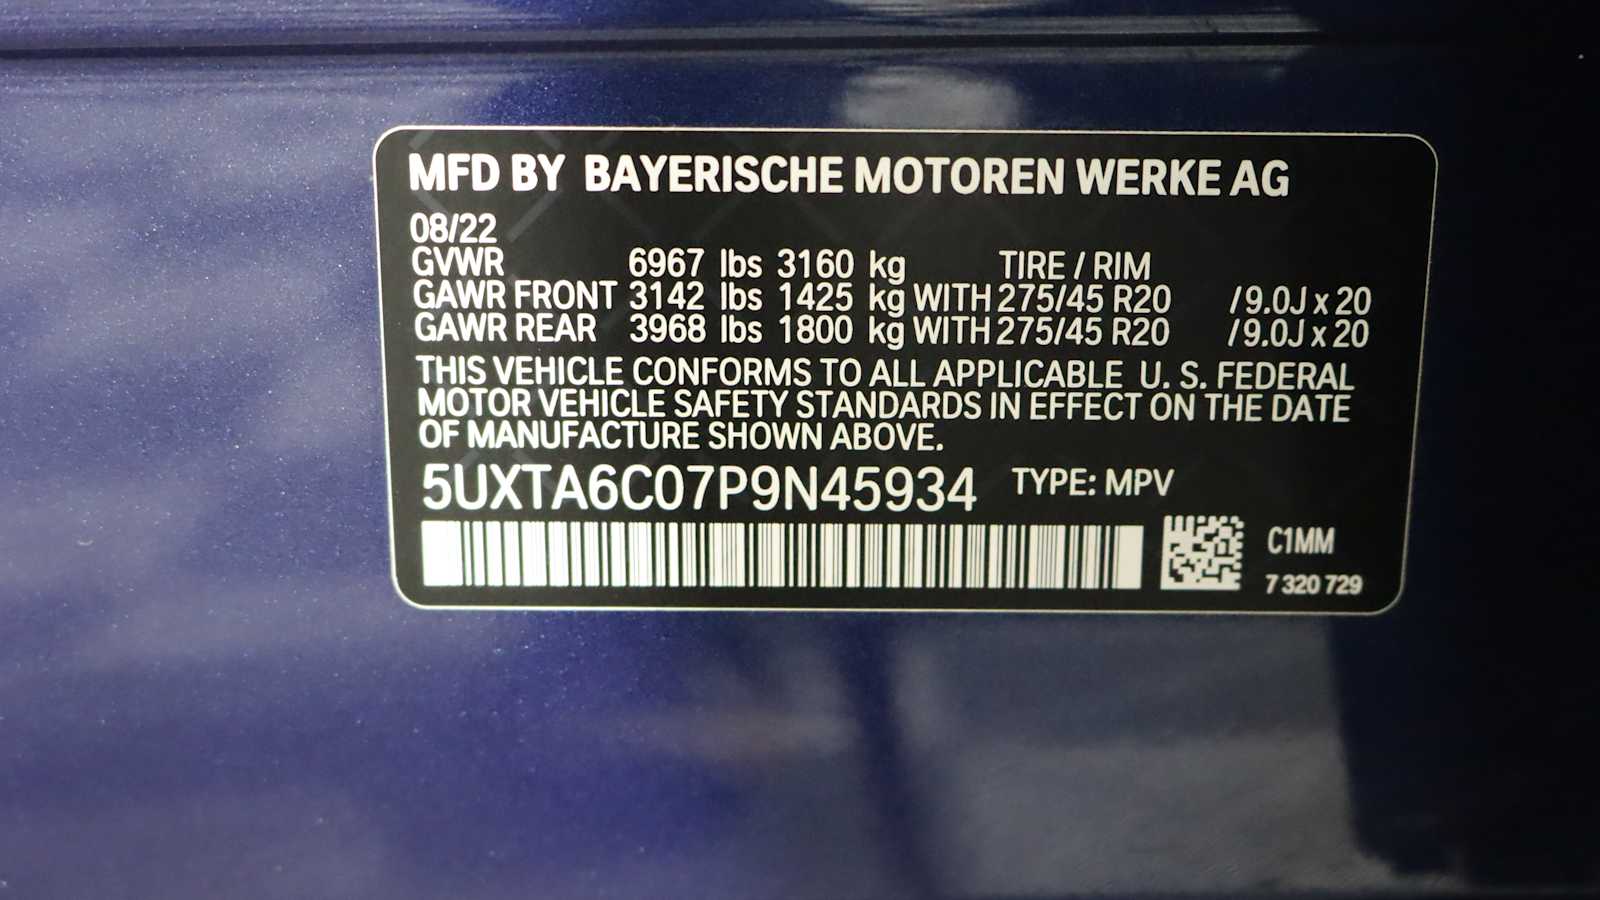 MFD BY BAYERISCHE MOTOREN WERKE AG
08/22
GVWR 6967 lbs 3160 kg TIRE / RIM
GAWR FRONT 3142 lbs 1425 kg WITH 275/45 R20 / 9.0J x 20
GAWR REAR 3968 lbs 1800 kg WITH 275/45 R20 / 9.0J x 20
THIS VEHICLE CONFORMS TO ALL APPLICABLE U. S. FEDERAL
MOTOR VEHICLE SAFETY STANDARDS IN EFFECT ON THE DATE
OF MANUFACTURE SHOWN ABOVE.
5UXTA6C07P9N45934 TYPE: MPV
C1MM
7 320 729